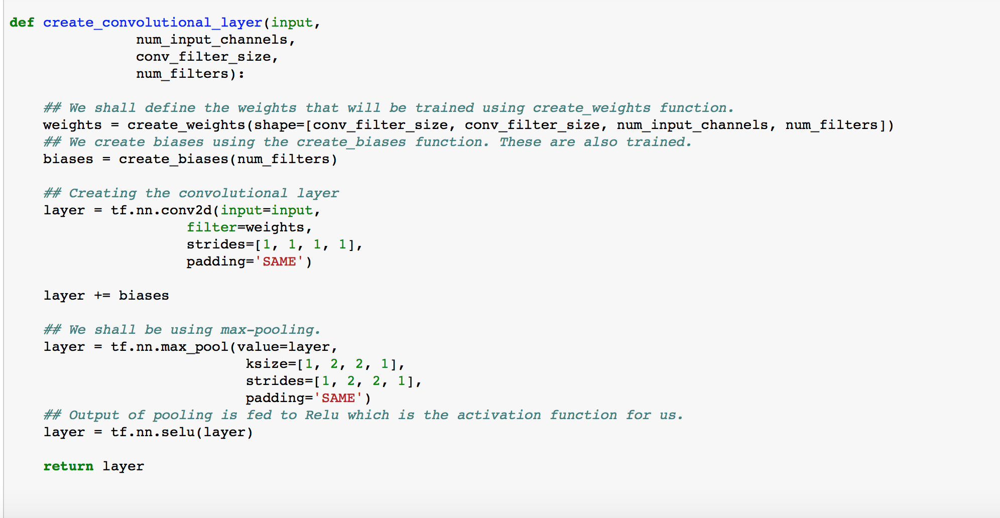 def create_convolutional_layer(input,
num_input_channels,
conv_filter_size,
num_filters):
## We shall define the weights that will be trained using create_weights function.
weights = create_weights(shape=[conv_filter_size, conv_filter_size, num_input_channels, num_filters])
## We create biases using the create_biases function. These are also trained.
biases = create_biases(num_filters)
## Creating the convolutional layer
layer = tf.nn.conv2d(input=input,
filter=weights,
strides=[1, 1, 1, 1],
padding='SAME')
layer += biases
## We shall be using max-pooling.
layer = tf.nn.max_pool(value=layer,
ksize=[1, 2, 2, 1],
strides=[1, 2, 2, 1],
padding='SAME')
## Output of pooling is fed to Relu which is the activation function for us.
layer = tf.nn.selu(layer)
return layer